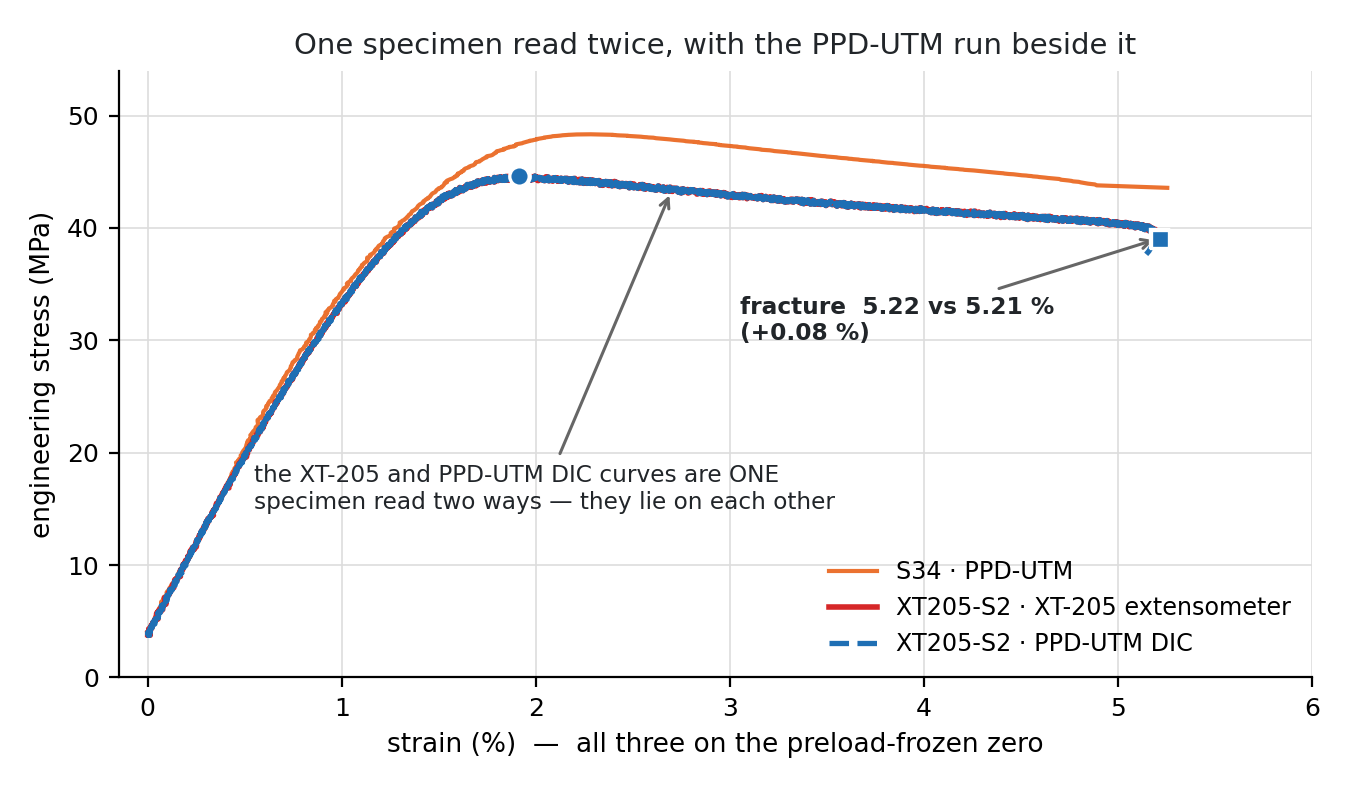 One specimen read twice, with the PPD-UTM run beside it
engineering stress (MPa)
50
40
30
20
10
0
fracture  5.22 vs 5.21 %
(+0.08 %)
the XT-205 and PPD-UTM DIC curves are ONE
specimen read two ways — they lie on each other
S34 · PPD-UTM
XT205-S2 · XT-205 extensometer
XT205-S2 · PPD-UTM DIC
0 1 2 3 4 5 6
strain (%)  —  all three on the preload-frozen zero